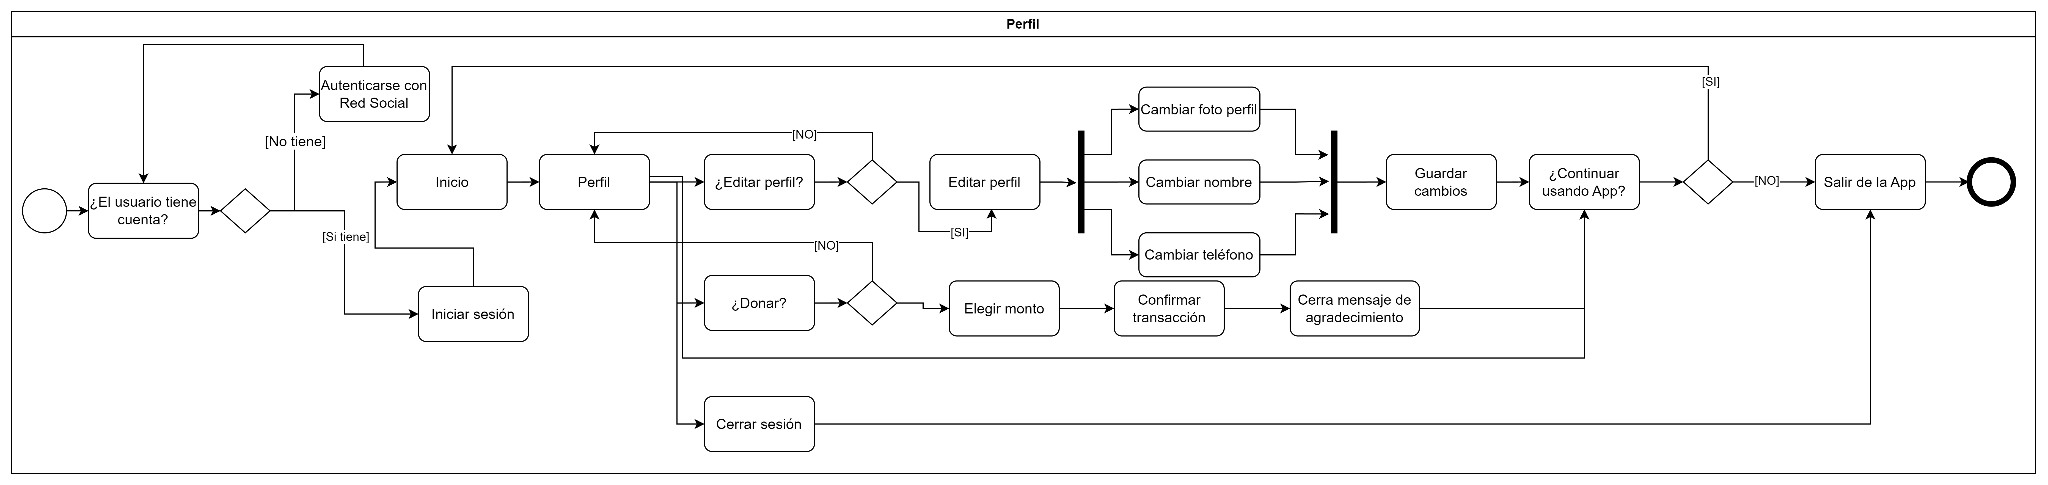 Perfil
Autenticarse con
Red Social
[No tiene]
¿El usuario tiene
cuenta?
[Si tiene]
Iniciar sesión
Inicio
Perfil
[NO]
¿Editar perfil?
[SI]
Editar perfil
Cambiar foto perfil
Cambiar nombre
Cambiar teléfono
Guardar
cambios
¿Continuar
usando App?
[SI]
[NO]
Salir de la App
[NO]
¿Donar?
Elegir monto
Confirmar
transacción
Cerra mensaje de
agradecimiento
Cerrar sesión